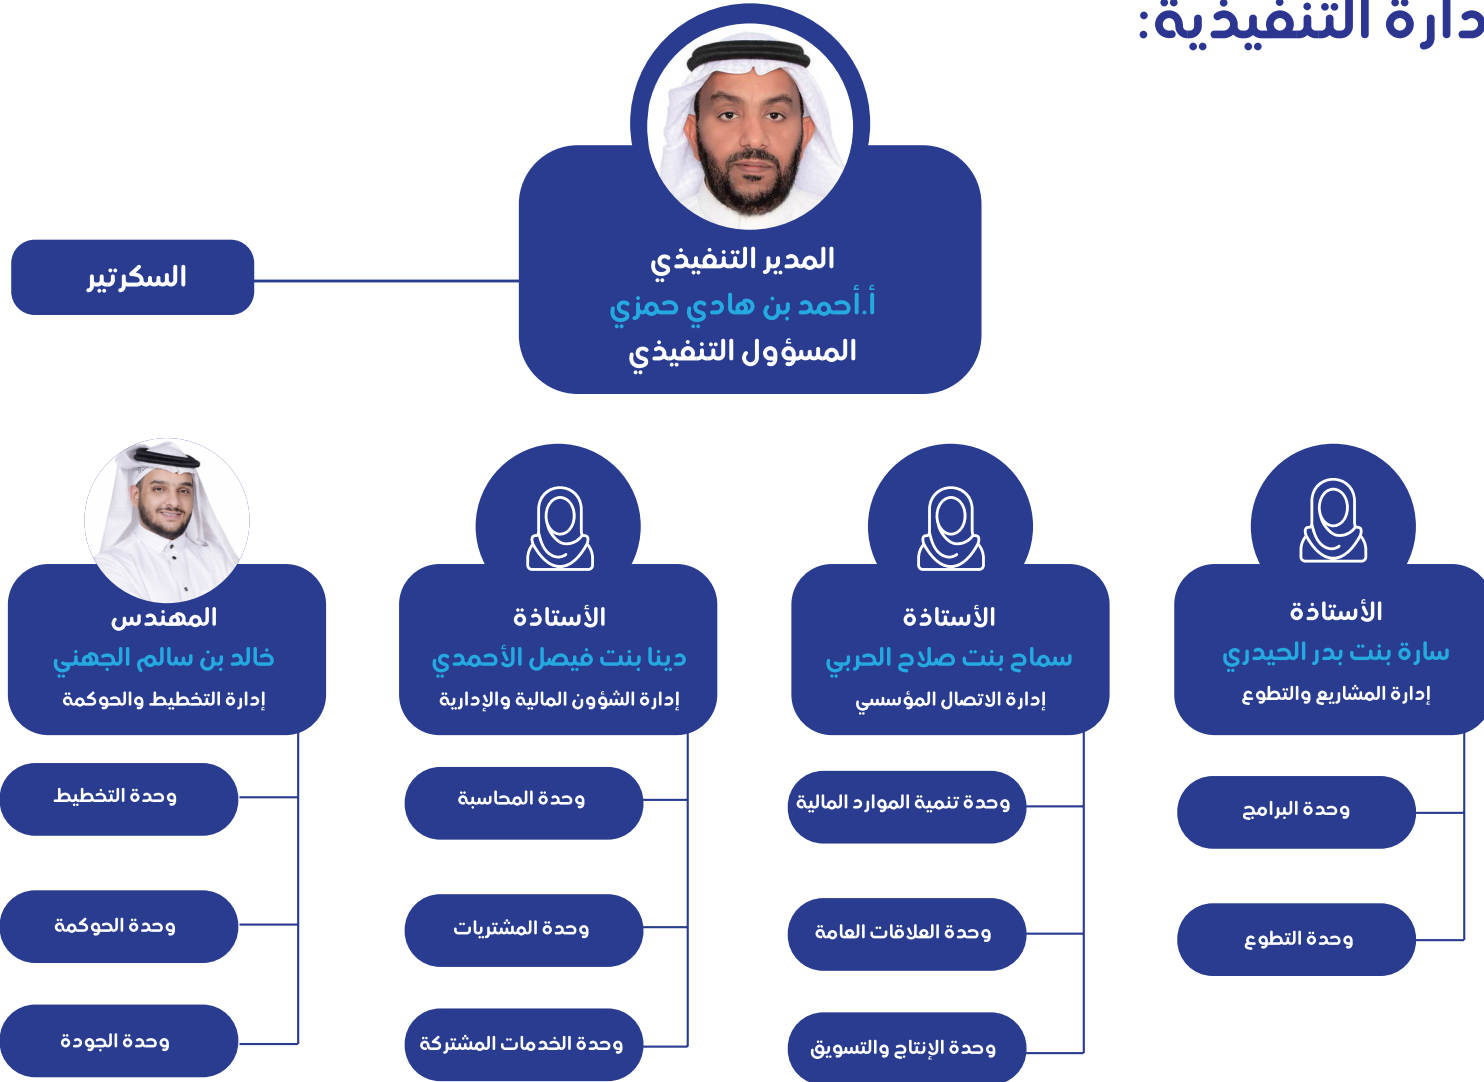 دارة التنفيذية:
المدير التنفيذي
أ.أحمد بن هادي حمزي
المسؤول التنفيذي
السكرتير
الأستاذة
سارة بنت بدر الحيدري
إدارة المشاريع والتطوع
وحدة البرامج
وحدة التطوع
الأستاذة
سماح بنت صلاح الحربي
إدارة الاتصال المؤسسي
وحدة تنمية الموارد المالية
وحدة العلاقات العامة
وحدة الإنتاج والتسويق
الأستاذة
دينا بنت فيصل الأحمدي
إدارة الشؤون المالية والإدارية
وحدة المحاسبة
وحدة المشتريات
وحدة الخدمات المشتركة
المهندس
خالد بن سالم الجهني
إدارة التخطيط والحوكمة
وحدة التخطيط
وحدة الحوكمة
وحدة الجودة